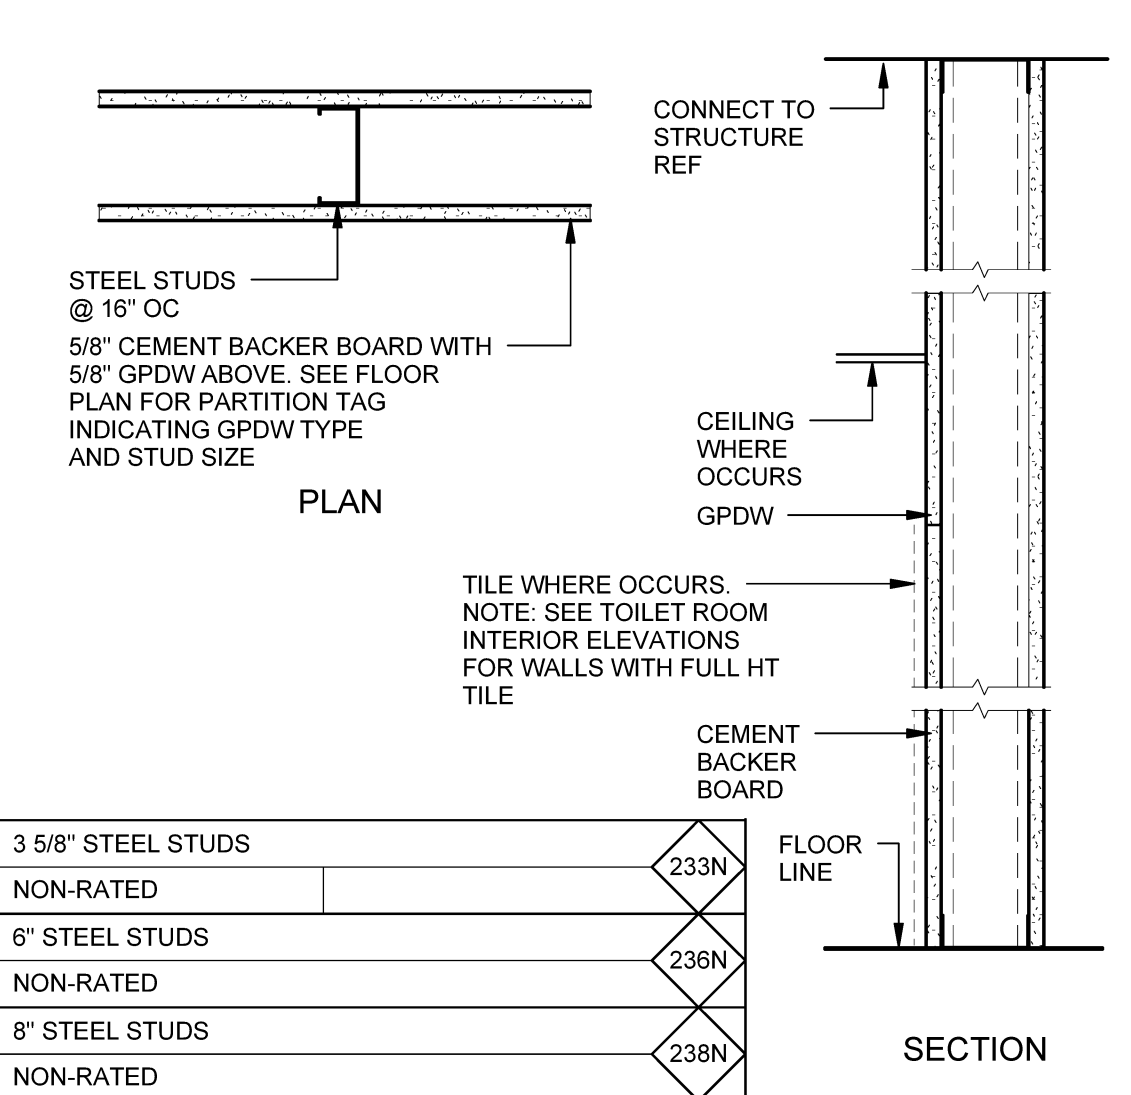 CONNECT TO
STRUCTURE
REF
STEEL STUDS
@ 16" OC
5/8" CEMENT BACKER BOARD WITH
5/8" GPDW ABOVE. SEE FLOOR
PLAN FOR PARTITION TAG
INDICATING GPDW TYPE
AND STUD SIZE
PLAN
CEILING
WHERE
OCCURS
GPDW
TILE WHERE OCCURS.
NOTE: SEE TOILET ROOM
INTERIOR ELEVATIONS
FOR WALLS WITH FULL HT
TILE
CEMENT
BACKER
BOARD
FLOOR
LINE
3 5/8" STEEL STUDS
233N
NON-RATED
6" STEEL STUDS
236N
NON-RATED
8" STEEL STUDS
238N
NON-RATED
SECTION